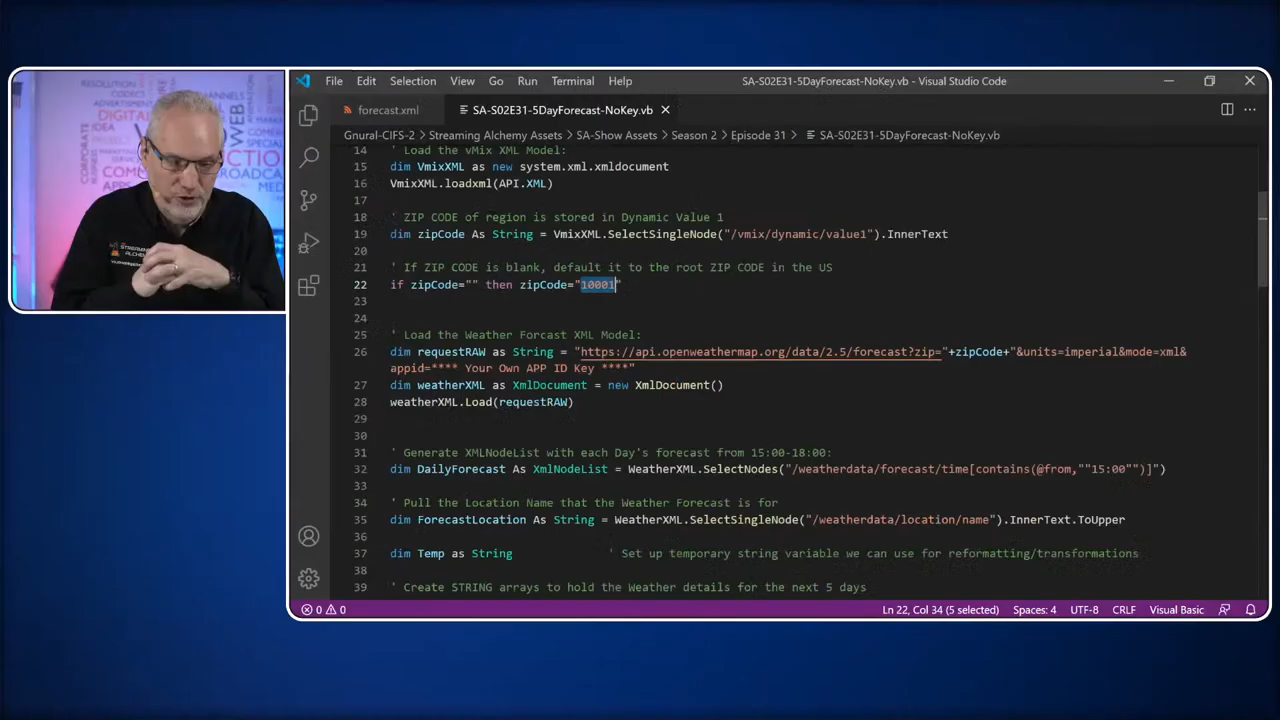 RESOLUTION
CODECS
ADVERTISEMENT
DIGITAL
IDEA
CORPORATE
WEB
CHANNELS
APPS
MEDIA
File Edit Selection View Go Run Terminal Help SA-S02E31-5DayForecast-NoKey.vb - Visual Studio Code
forecast.xml SA-S02E31-5DayForecast-NoKey.vb
Gnural-CIFS-2 > Streaming Alchemy Assets > SA-Show Assets > Season 2 > Episode 31 > SA-S02E31-5DayForecast-NoKey.vb
14 ' Load the vMix XML Model:
15 dim VmixXML as new system.xml.xmldocument
16 VmixXML.loadxml(API.XML)
17
18 ' ZIP CODE of region is stored in Dynamic Value 1
19 dim zipCode As String = VmixXML.SelectSingleNode("/vmix/dynamic/value1").InnerText
20
21 ' If ZIP CODE is blank, default it to the root ZIP CODE in the US
22 if zipCode="" then zipCode="10001"
23
24
25 ' Load the Weather Forcast XML Model:
26 dim requestRAW as String = "https://api.openweathermap.org/data/2.5/forecast?zip="+zipCode+"&units=imperial&mode=xml&
appid=**** Your Own APP ID Key ****"
27 dim weatherXML as XmlDocument = new XmlDocument()
28 weatherXML.Load(requestRAW)
29
30
31 ' Generate XMLNodeList with each Day's forecast from 15:00-18:00:
32 dim DailyForecast As XmlNodeList = WeatherXML.SelectNodes("/weatherdata/forecast/time[contains(@from,""15:00"")]")
33
34 ' Pull the Location Name that the Weather Forecast is for
35 dim ForecastLocation As String = WeatherXML.SelectSingleNode("/weatherdata/location/name").InnerText.ToUpper
36
37 dim Temp as String ' Set up temporary string variable we can use for reformatting/transformations
38
39 ' Create STRING arrays to hold the Weather details for the next 5 days
0 0 Ln 22, Col 34 (5 selected) Spaces: 4 UTF-8 CRLF Visual Basic